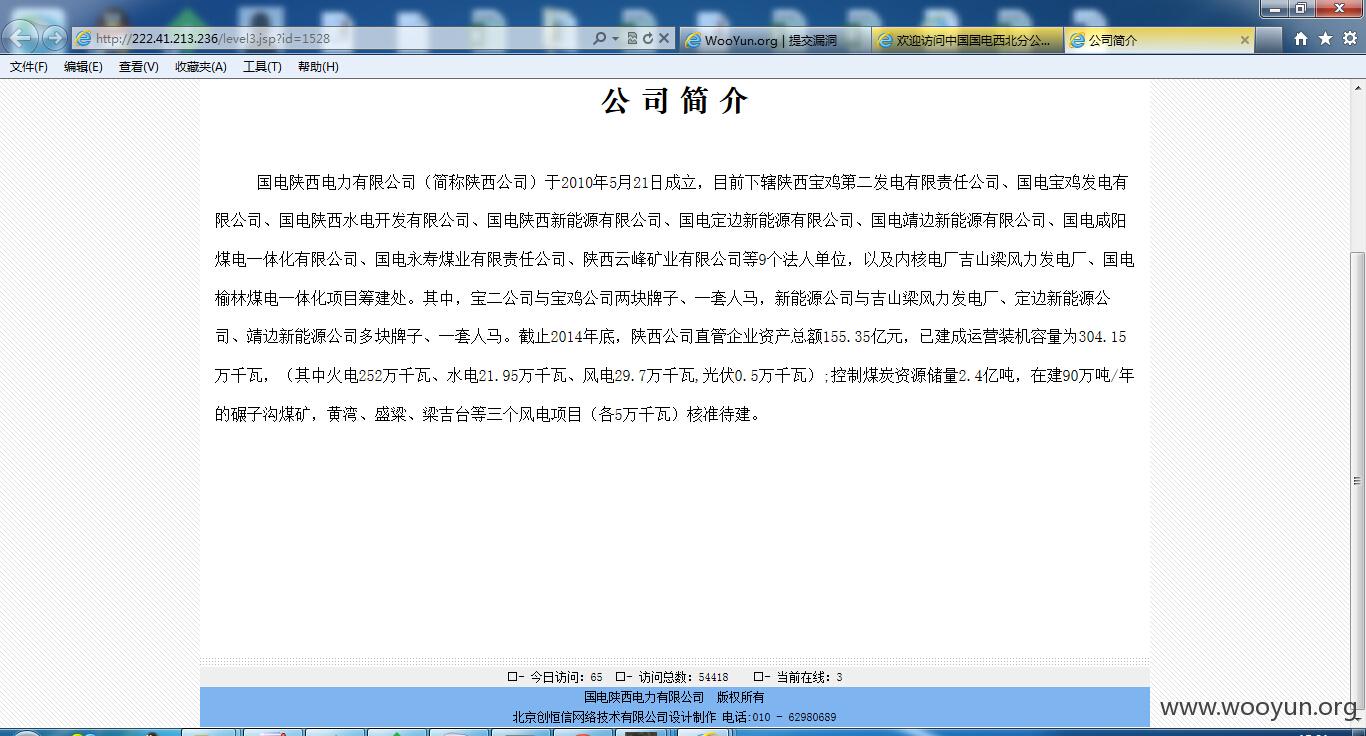 http://222.41.213.236/level3.jsp?id=1528
WooYun.org | 提交漏洞
欢迎访问中国国电西北分公...
公司简介
文件(F) 编辑(E) 查看(V) 收藏夹(A) 工具(T) 帮助(H)
公 司 简 介
国电陕西电力有限公司（简称陕西公司）于2010年5月21日成立，目前下辖陕西宝鸡第二发电有限责任公司、国电宝鸡发电有
限公司、国电陕西水电开发有限公司、国电陕西新能源有限公司、国电定边新能源有限公司、国电靖边新能源有限公司、国电咸阳
煤电一体化有限公司、国电永寿煤业有限责任公司、陕西云峰矿业有限公司等9个法人单位，以及内核电厂吉山梁风力发电厂、国电
榆林煤电一体化项目筹建处。其中，宝二公司与宝鸡公司两块牌子、一套人马，新能源公司与吉山梁风力发电厂、定边新能源公
司、靖边新能源公司多块牌子、一套人马。截止2014年底，陕西公司直管企业资产总额155.35亿元，已建成运营装机容量为304.15
万千瓦，（其中火电252万千瓦、水电21.95万千瓦、风电29.7万千瓦,光伏0.5万千瓦）;控制煤炭资源储量2.4亿吨，在建90万吨/年
的碾子沟煤矿，黄湾、盛梁、梁吉台等三个风电项目（各5万千瓦）核准待建。
口- 今日访问：65 口- 访问总数：54418 口- 当前在线：3
国电陕西电力有限公司 版权所有
北京创恒信网络技术有限公司设计制作 电话:010 - 62980689
www.wooyun.org